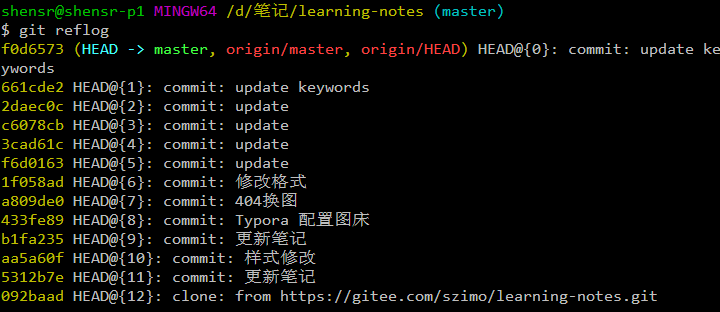 shensr@shensr-p1 MINGW64 /d/笔记/learning-notes (master)
$ git reflog
f0d6573 (HEAD -> master, origin/master, origin/HEAD) HEAD@{0}: commit: update ke
ywords
661cde2 HEAD@{1}: commit: update keywords
2daec0c HEAD@{2}: commit: update
c6078cb HEAD@{3}: commit: update
3cad61c HEAD@{4}: commit: update
f6d0163 HEAD@{5}: commit: update
1f058ad HEAD@{6}: commit: 修改格式
a809de0 HEAD@{7}: commit: 404换图
433fe89 HEAD@{8}: commit: Typora 配置图床
b1fa235 HEAD@{9}: commit: 更新笔记
aa5a60f HEAD@{10}: commit: 样式修改
5312b7e HEAD@{11}: commit: 更新笔记
092baad HEAD@{12}: clone: from https://gitee.com/szimo/learning-notes.git